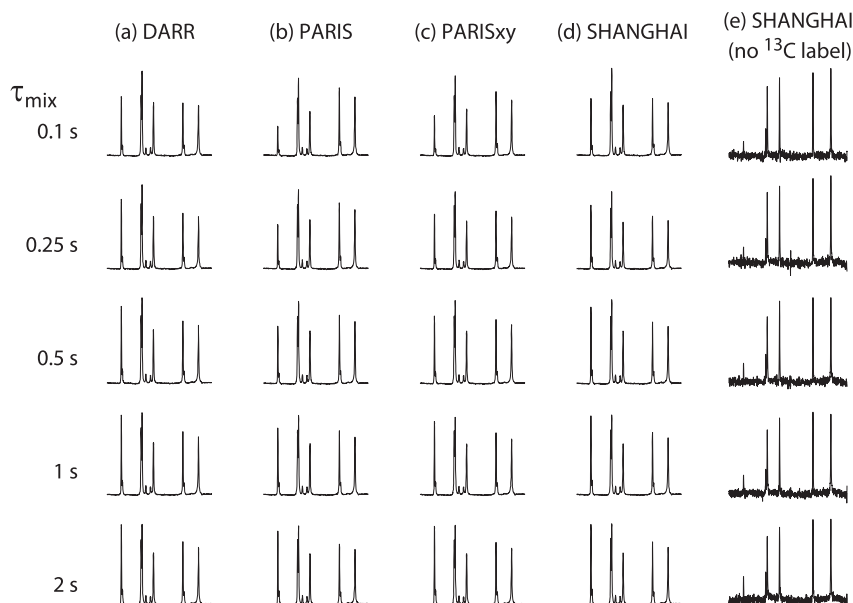 (a) DARR (b) PARIS (c) PARISxy (d) SHANGHAI (e) SHANGHAI
(no ¹³C label)
τmix
0.1 s
0.25 s
0.5 s
1 s
2 s